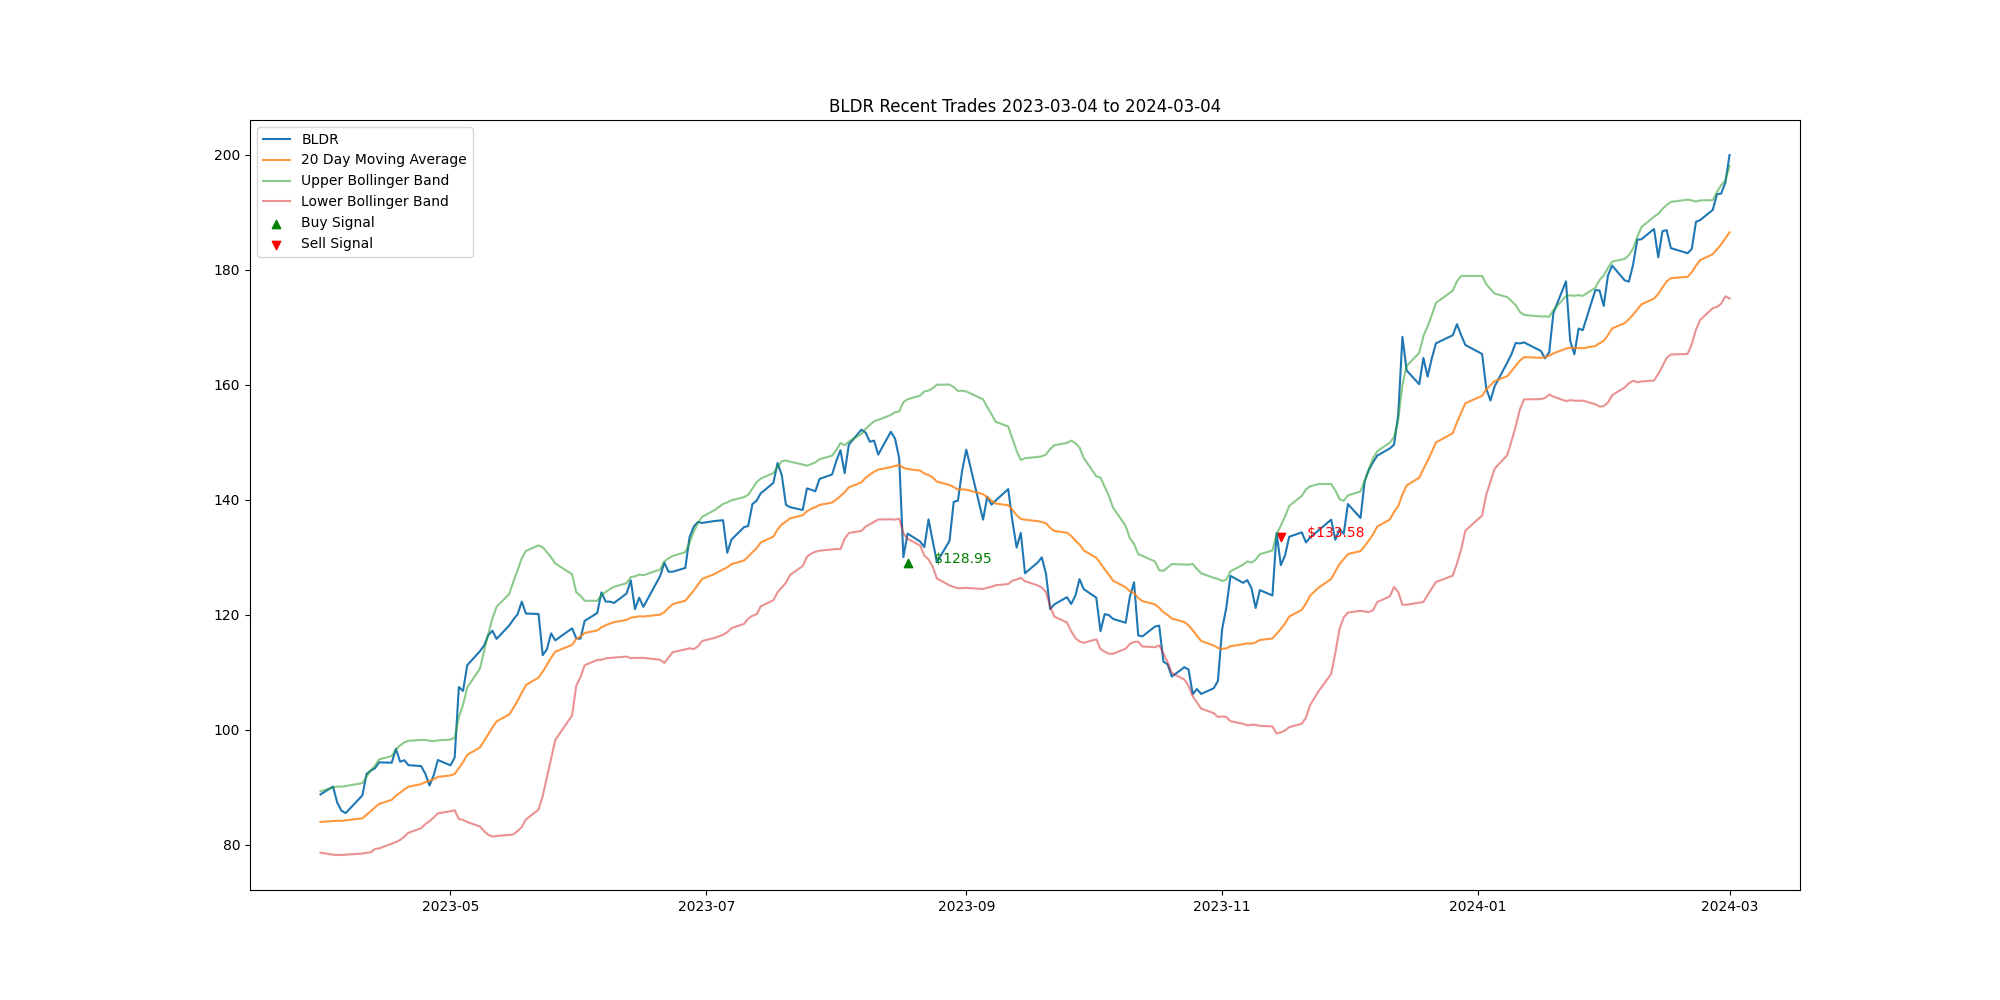 BLDR Recent Trades 2023-03-04 to 2024-03-04
BLDR
20 Day Moving Average
Upper Bollinger Band
Lower Bollinger Band
Buy Signal
Sell Signal
200
180
160
140
120
100
80
$128.95
$133.58
2023-05
2023-07
2023-09
2023-11
2024-01
2024-03